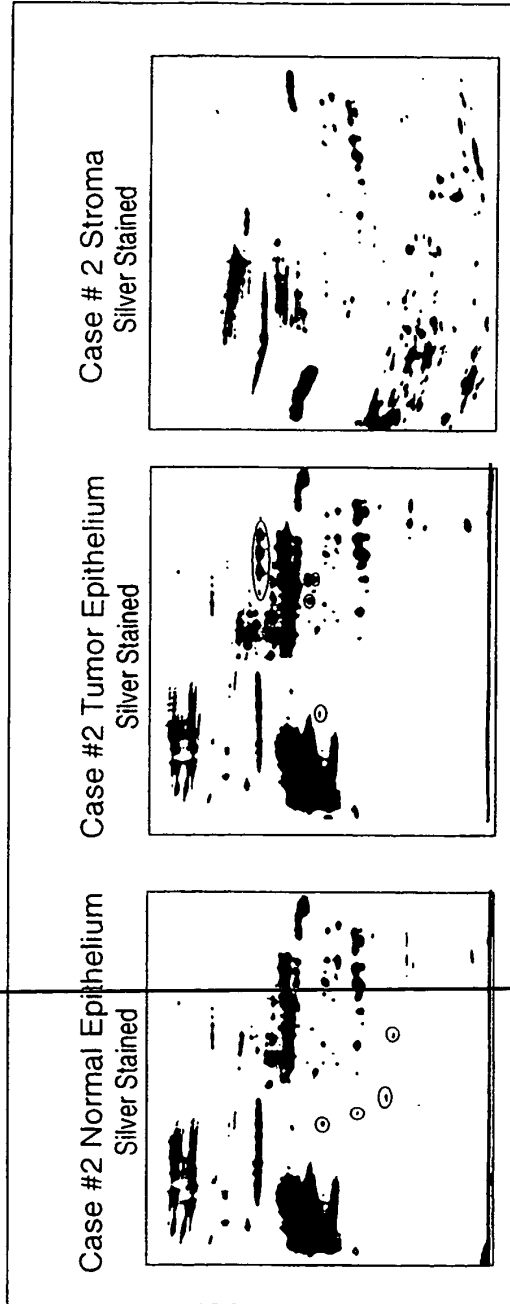 Case #2 Normal Epithelium
Silver Stained
Case #2 Tumor Epithelium
Silver Stained
Case # 2 Stroma
Silver Stained